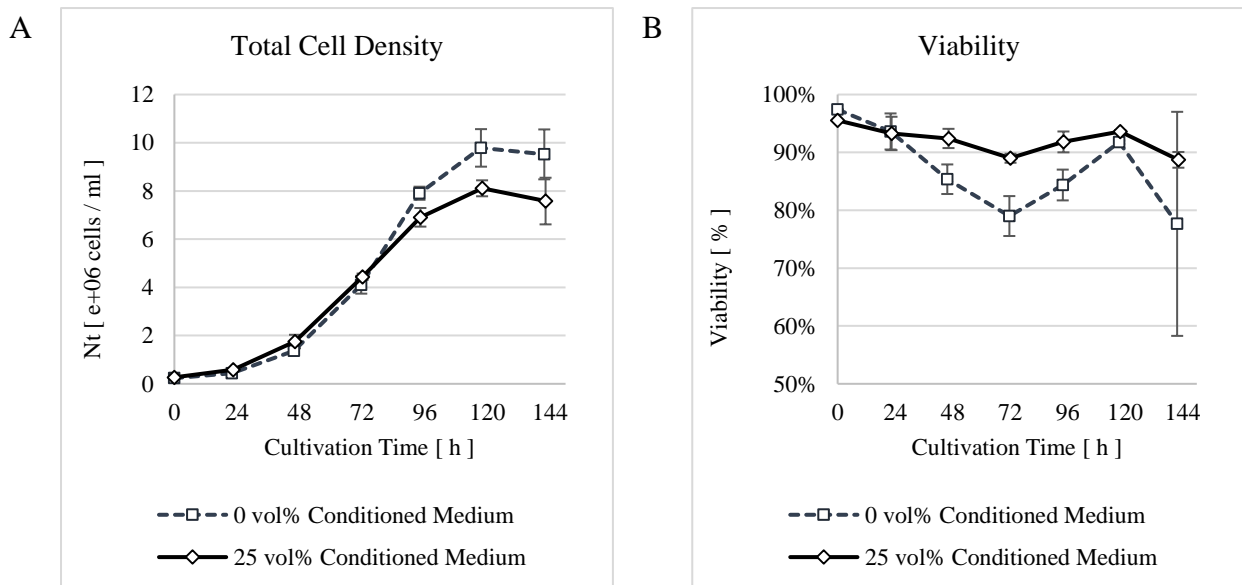 A
Total Cell Density
Nt [ e+06 cells / ml ]
12
10
8
6
4
2
0
0 24 48 72 96 120 144
Cultivation Time [ h ]
0 vol% Conditioned Medium
25 vol% Conditioned Medium
B
Viability
Viability [ % ]
100%
90%
80%
70%
60%
50%
0 24 48 72 96 120 144
Cultivation Time [ h ]
0 vol% Conditioned Medium
25 vol% Conditioned Medium